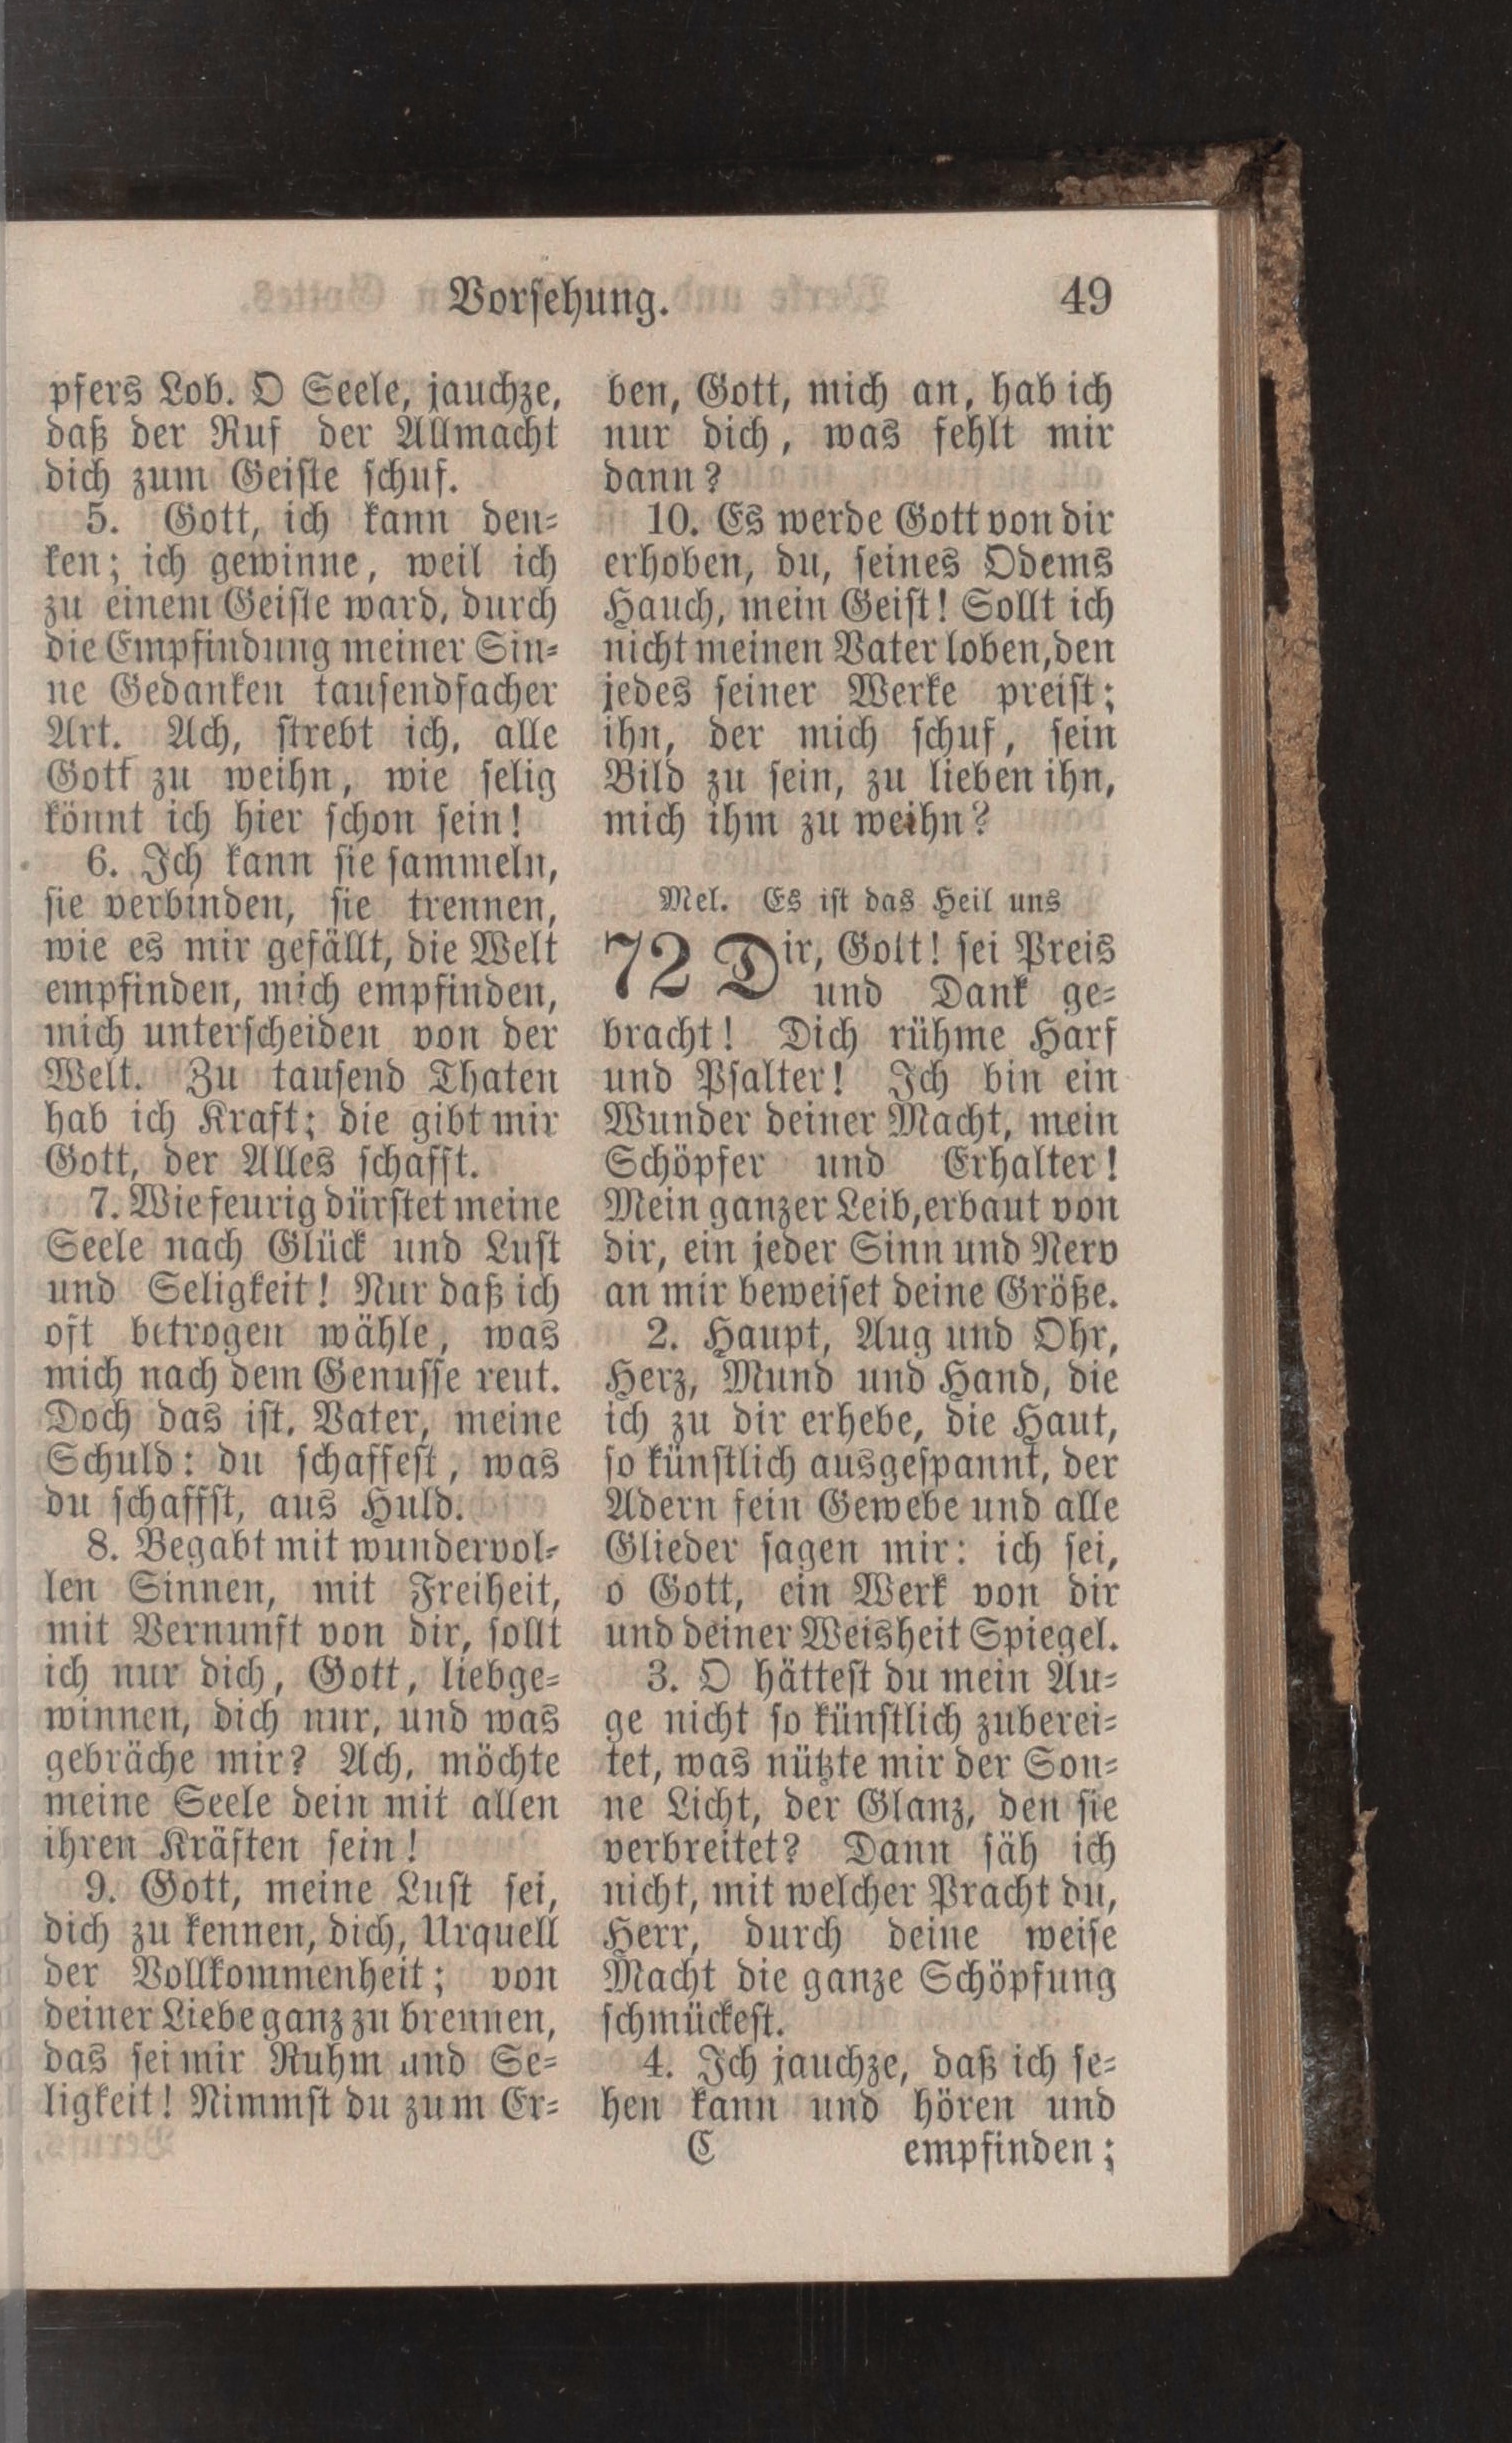 Vorsehung. 49
pfers Lob. O Seele, jauchze,
daß der Ruf der Allmacht
dich zum Geiste schuf.
5. Gott, ich kann den-
ken; ich gewinne, weil ich
zu einem Geiste ward, durch
die Empfindung meiner Sin-
ne Gedanken tausendfacher
Art. Ach, strebt ich, alle
Gott zu weihn, wie selig
könnt ich hier schon sein!
6. Ich kann sie sammeln,
sie verbinden, sie trennen,
wie es mir gefällt, die Welt
empfinden, mich empfinden,
mich unterscheiden von der
Welt. Zu tausend Thaten
hab ich Kraft; die gibt mir
Gott, der Alles schafft.
7. Wie feurig dürstet meine
Seele nach Glück und Lust
und Seligkeit! Nur daß ich
oft betrogen wähle, was
mich nach dem Genusse reut.
Doch das ist, Vater, meine
Schuld: du schaffest, was
du schaffst, aus Huld.
8. Begabt mit wundervol-
len Sinnen, mit Freiheit,
mit Vernunft von dir, sollt
ich nur dich, Gott, liebge-
winnen, dich nur, und was
gebräche mir? Ach, möchte
meine Seele dein mit allen
ihren Kräften sein!
9. Gott, meine Lust sei,
dich zu kennen, dich, Urquell
der Vollkommenheit; von
deiner Liebe ganz zu brennen,
das sei mir Ruhm und Se-
ligkeit! Nimmst du zum Er-
ben, Gott, mich an, hab ich
nur dich, was fehlt mir
dann?
10. Es werde Gott von dir
erhoben, du, seines Odems
Hauch, mein Geist! Sollt ich
nicht meinen Vater loben, den
jedes seiner Werke preist;
ihn, der mich schuf, sein
Bild zu sein, zu lieben ihn,
mich ihm zu weihn?
Mel. Es ist das Heil uns
72 Dir, Gott! sei Preis
und Dank ge-
bracht! Dich rühme Harf
und Psalter! Ich bin ein
Wunder deiner Macht, mein
Schöpfer und Erhalter!
Mein ganzer Leib, erbaut von
dir, ein jeder Sinn und Nerv
an mir beweiset deine Größe.
2. Haupt, Aug und Ohr,
Herz, Mund und Hand, die
ich zu dir erhebe, die Haut,
so künstlich ausgespannt, der
Adern fein Gewebe und alle
Glieder sagen mir: ich sei,
o Gott, ein Werk von dir
und deiner Weisheit Spiegel.
3. O hättest du mein Au-
ge nicht so künstlich zuberei-
tet, was nützte mir der Son-
ne Licht, der Glanz, den sie
verbreitet? Dann säh ich
nicht, mit welcher Pracht du,
Herr, durch deine weise
Macht die ganze Schöpfung
schmückest.
4. Ich jauchze, daß ich se-
hen kann und hören und
C empfinden;